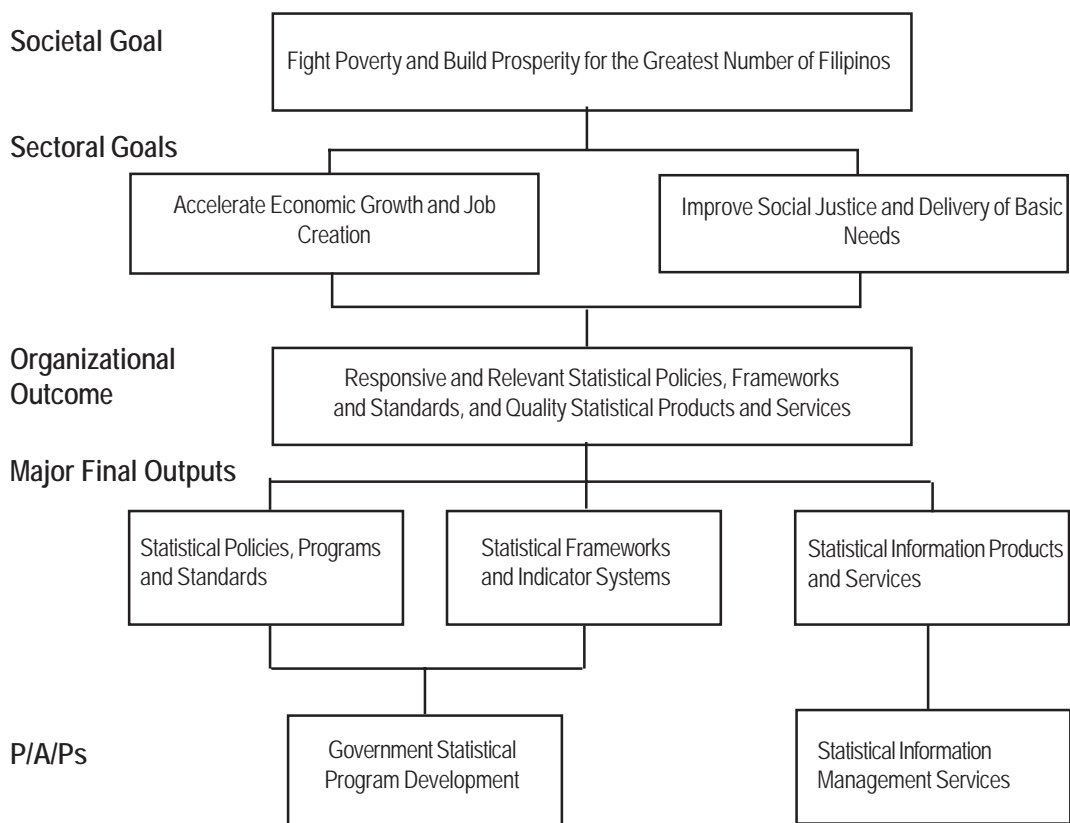 Societal Goal
Fight Poverty and Build Prosperity for the Greatest Number of Filipinos
Sectoral Goals
Accelerate Economic Growth and Job
Creation
Improve Social Justice and Delivery of Basic
Needs
Organizational
Outcome
Responsive and Relevant Statistical Policies, Frameworks
and Standards, and Quality Statistical Products and Services
Major Final Outputs
Statistical Policies, Programs
and Standards
Statistical Frameworks
and Indicator Systems
Statistical Information Products
and Services
P/A/Ps
Government Statistical
Program Development
Statistical Information
Management Services